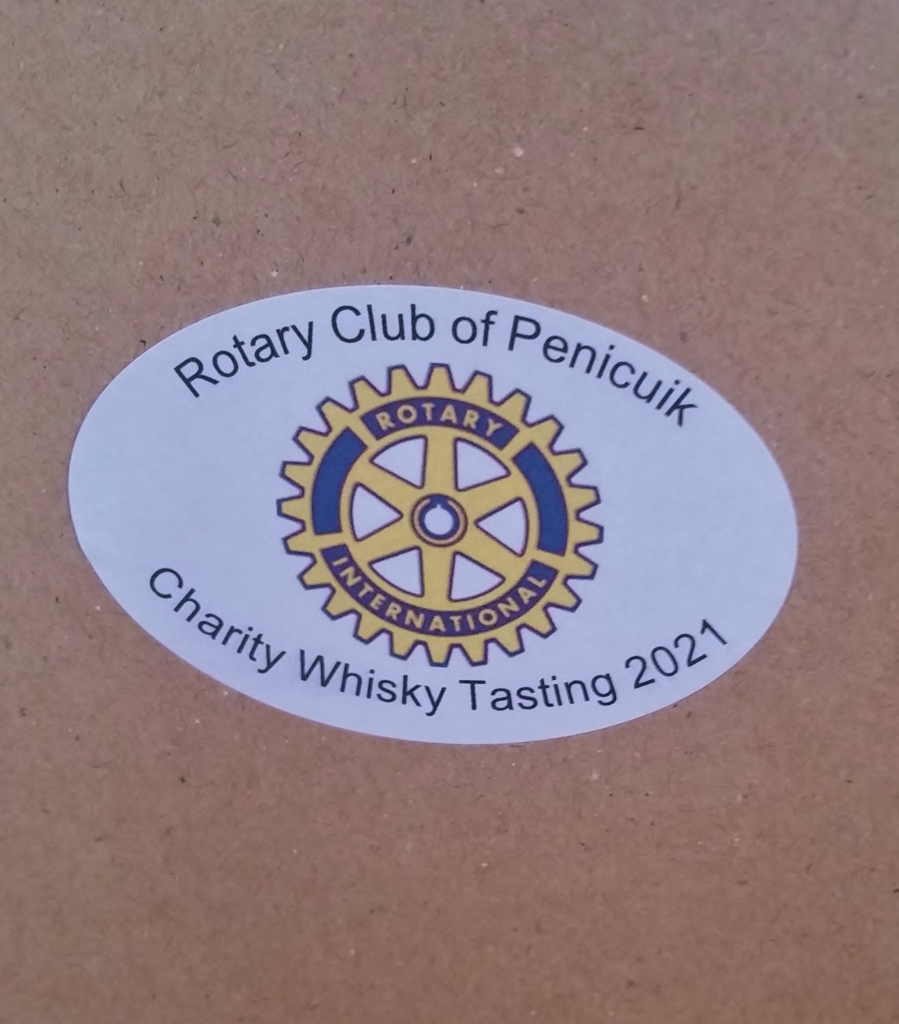 Rotary Club of Penicuik
ROTARY
INTERNATIONAL
Charity Whisky Tasting 2021